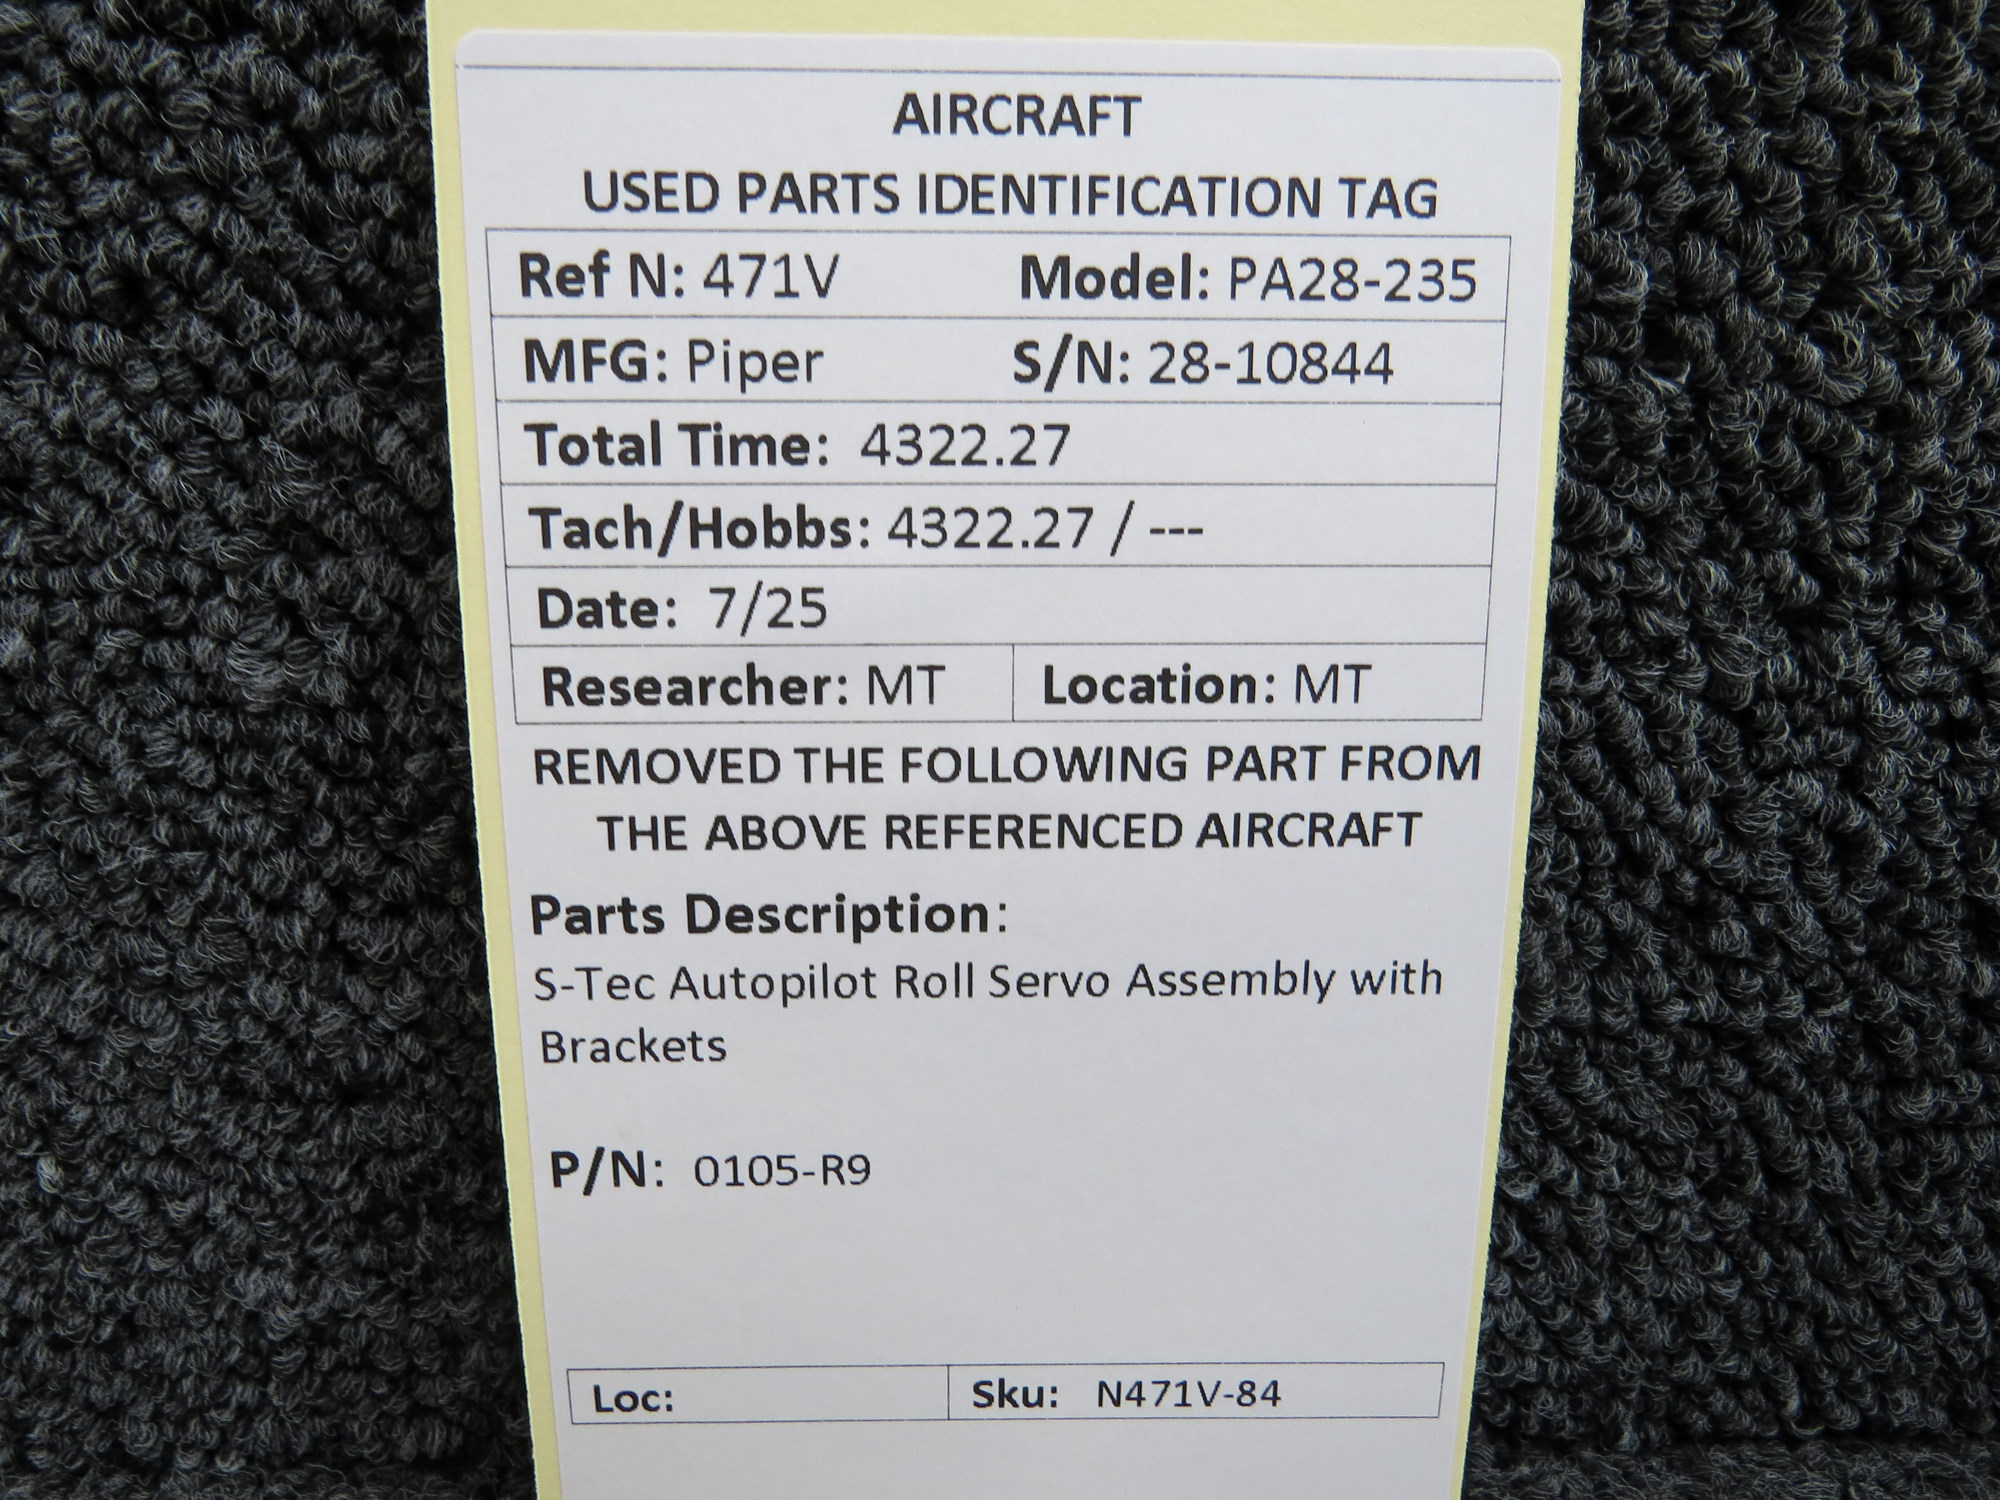 AIRCRAFT
USED PARTS IDENTIFICATION TAG
Ref N: 471V Model: PA28-235
MFG: Piper S/N: 28-10844
Total Time: 4322.27
Tach/Hobbs: 4322.27 / ---
Date: 7/25
Researcher: MT Location: MT
REMOVED THE FOLLOWING PART FROM
THE ABOVE REFERENCED AIRCRAFT
Parts Description:
S-Tec Autopilot Roll Servo Assembly with
Brackets
P/N: 0105-R9
Loc: Sku: N471V-84